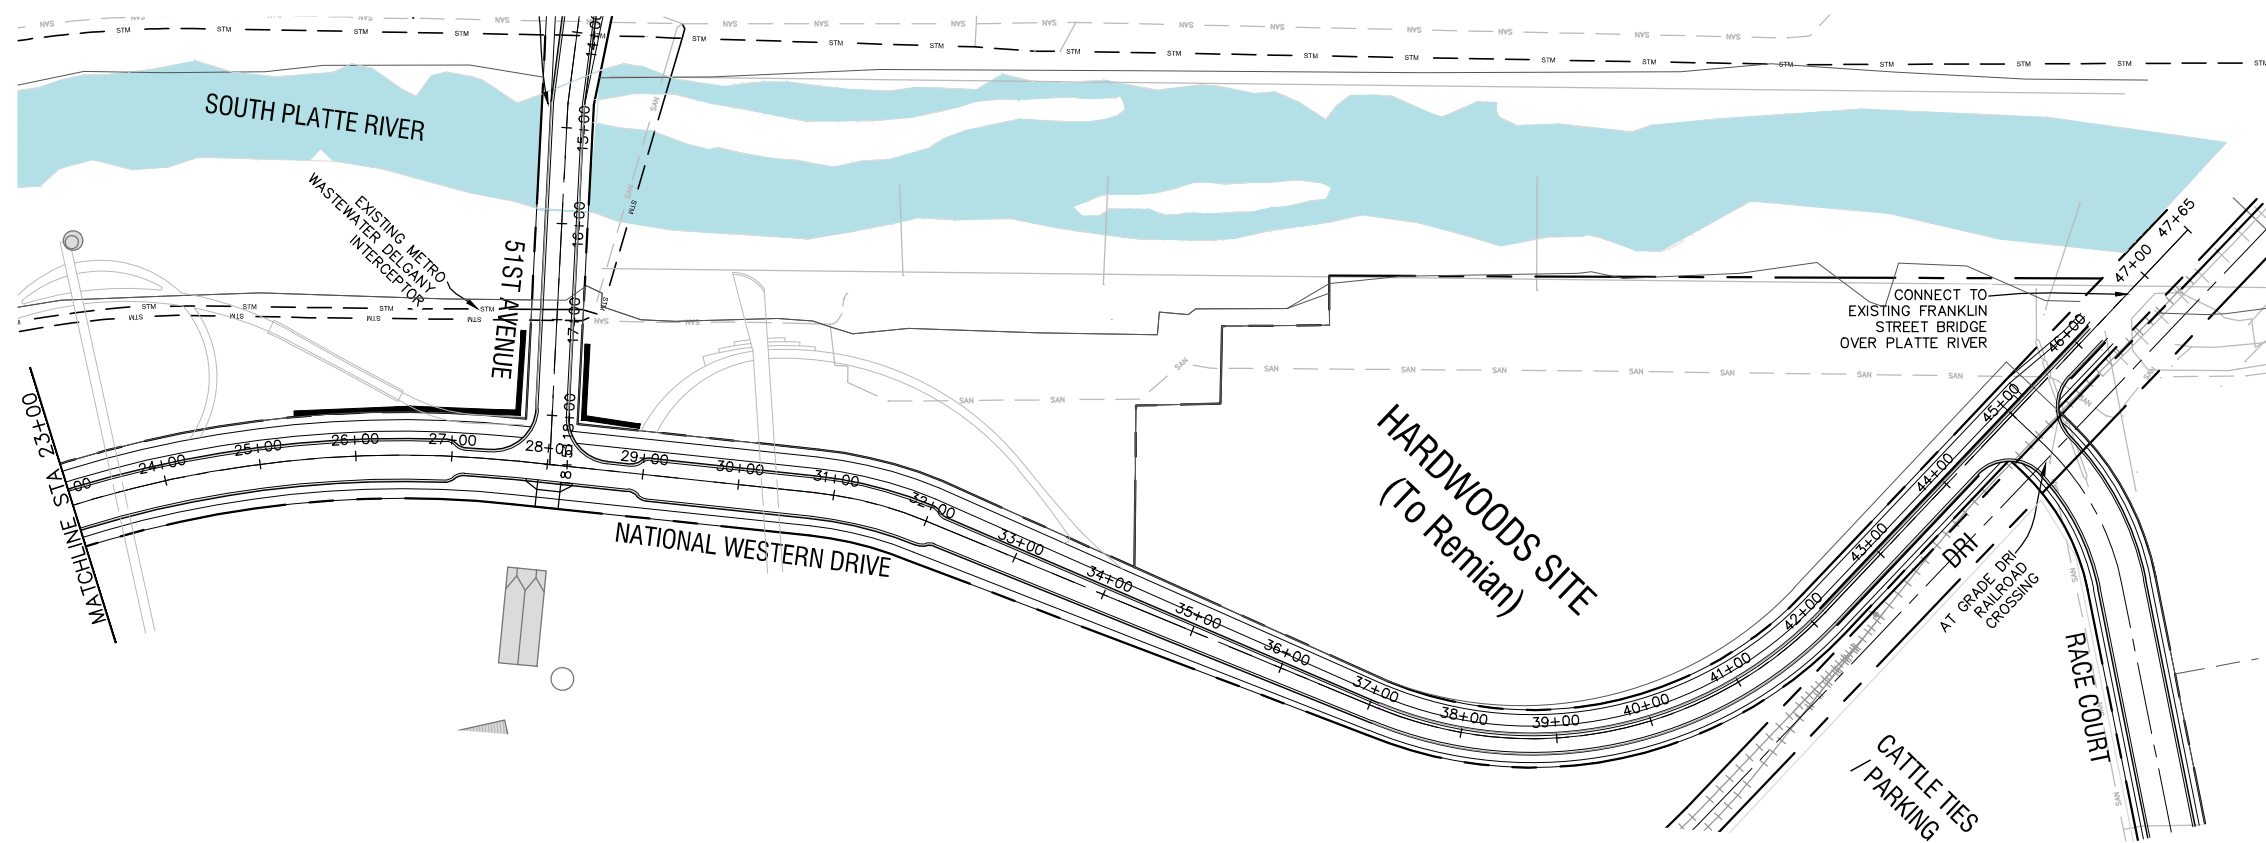 SOUTH PLATTE RIVER
EXISTING METRO
WASTEWATER DELGANY
INTERCEPTOR
51ST AVENUE
14+00
15+00
16+00
17+00
18+00
MATCHLINE STA 23+00
00
24+00
25+00
26+00
27+00
28+00
29+00
30+00
31+00
32+00
33+00
34+00
35+00
36+00
37+00
38+00
39+00
40+00
41+00
42+00
43+00
44+00
45+00
46+00
47+00
47+65
NATIONAL WESTERN DRIVE
HARDWOODS SITE
(To Remian)
CONNECT TO
EXISTING FRANKLIN
STREET BRIDGE
OVER PLATTE RIVER
DRI
AT GRADE DRI
RAILROAD
CROSSING
RACE COURT
CATTLE TIES
/ PARKING
STM
SAN